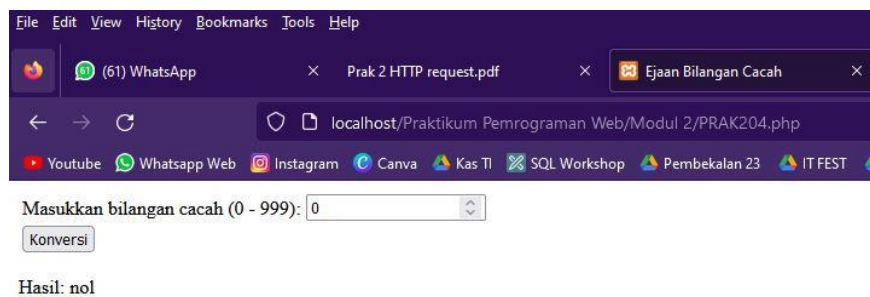 File Edit View History Bookmarks Tools Help
61 (61) WhatsApp × Prak 2 HTTP request.pdf × Ejaan Bilangan Cacah ×
localhost/Praktikum Pemrograman Web/Modul 2/PRAK204.php
Youtube Whatsapp Web Instagram Canva Kas TI SQL Workshop Pembekalan 23 IT FEST
Masukkan bilangan cacah (0 - 999): 0
Konversi
Hasil: nol